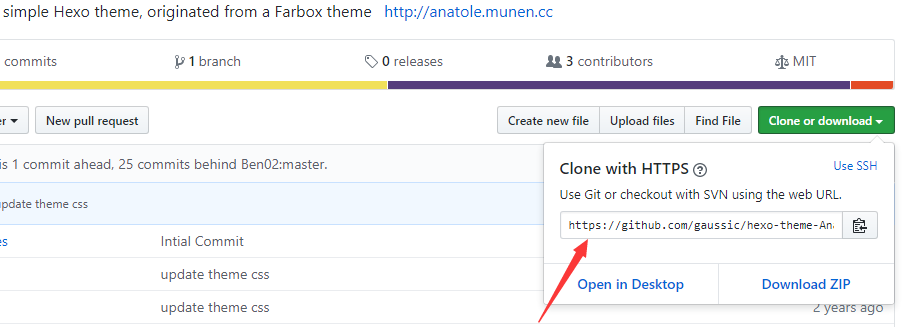 simple Hexo theme, originated from a Farbox theme http://anatole.munen.cc
commits 1 branch 0 releases 3 contributors MIT
New pull request Create new file Upload files Find File Clone or download
is 1 commit ahead, 25 commits behind Ben02:master.
Clone with HTTPS ? Use SSH
Use Git or checkout with SVN using the web URL.
update theme css
https://github.com/gaussic/hexo-theme-An
Intial Commit
update theme css
Open in Desktop Download ZIP
update theme css 2 years ago